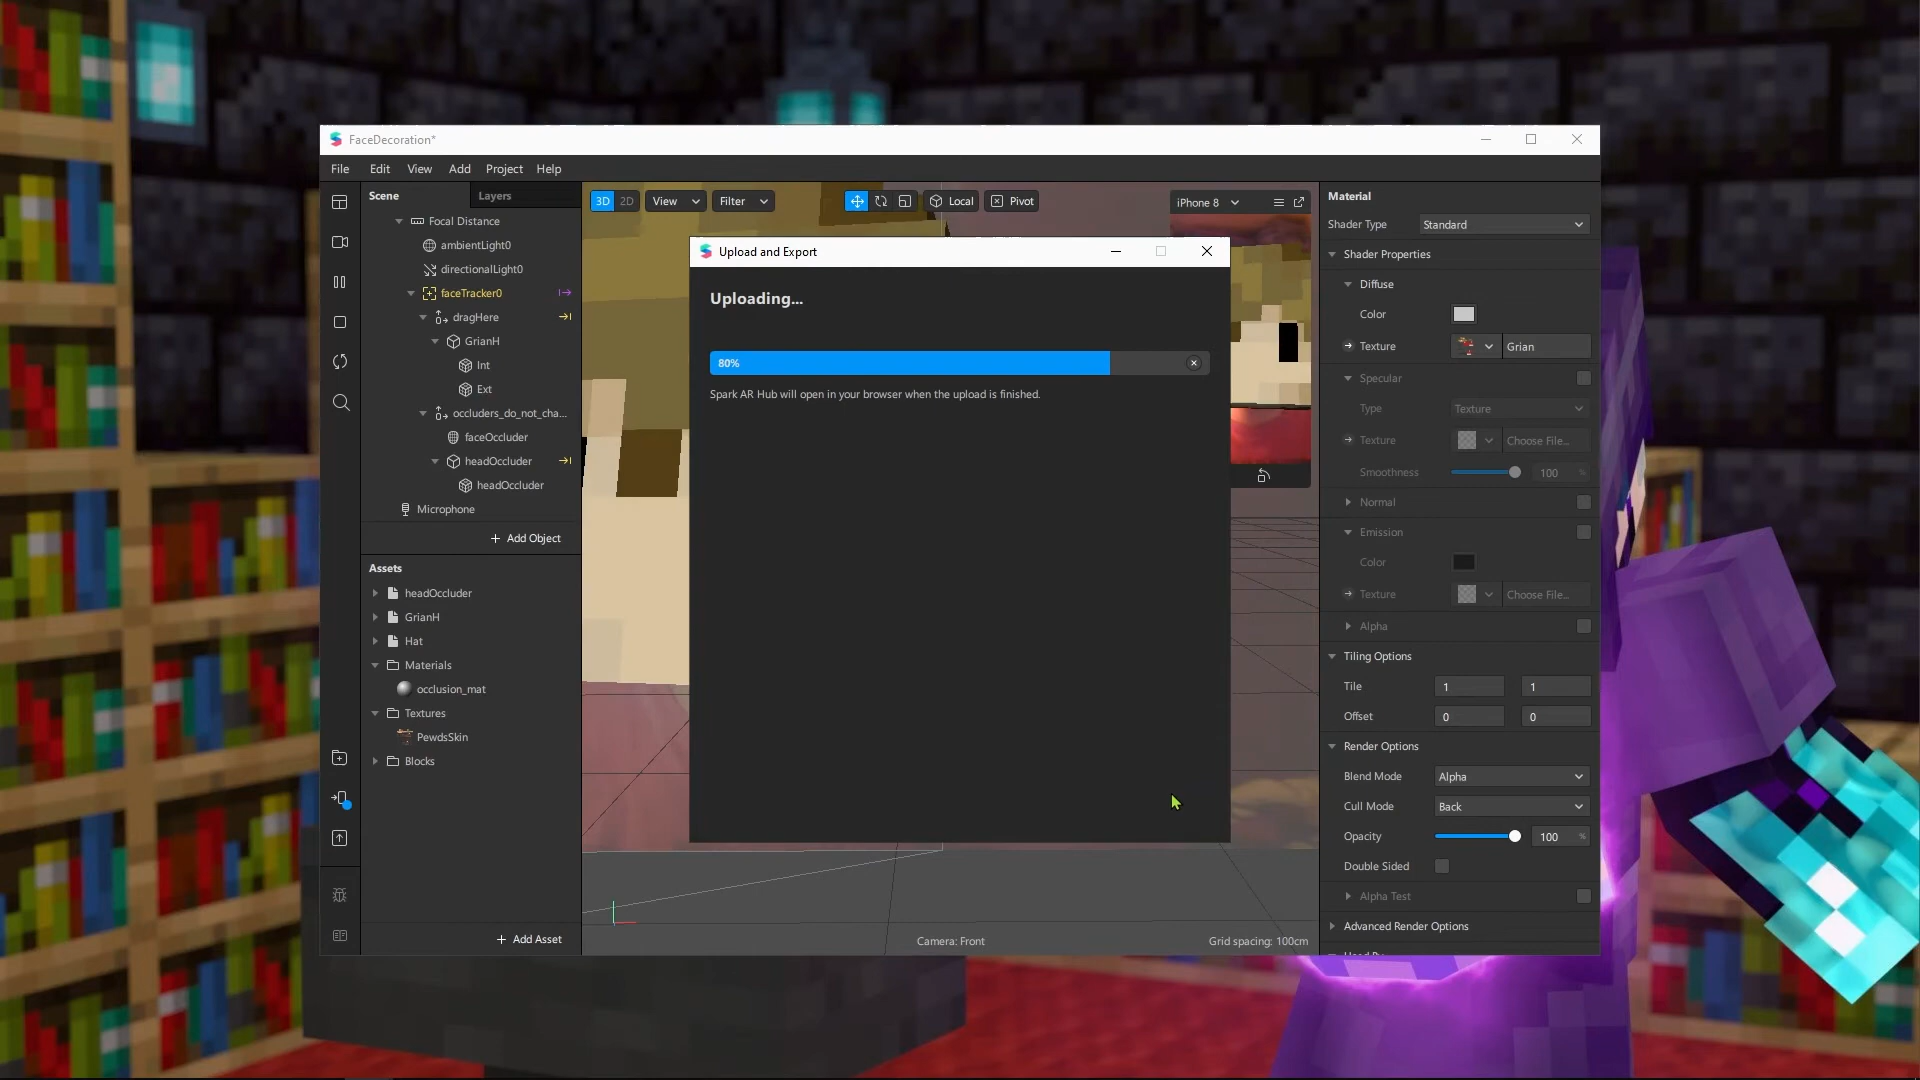 FaceDecoration*
File Edit View Add Project Help
Scene Layers
Focal Distance
ambientLight0
directionalLight0
faceTracker0
dragHere
GrianH
Int
Ext
occluders_do_not_cha...
faceOccluder
headOccluder
headOccluder
Microphone
+ Add Object
Assets
headOccluder
GrianH
Hat
Materials
occlusion_mat
Textures
PewdsSkin
Blocks
+ Add Asset
3D 2D View Filter Local Pivot
iPhone 8
Upload and Export
Uploading...
80%
Spark AR Hub will open in your browser when the upload is finished.
Camera: Front
Grid spacing: 100cm
Material
Shader Type Standard
Shader Properties
Diffuse
Color
Texture Grian
Specular
Type Texture
Texture Choose File...
Smoothness 100 %
Normal
Emission
Color
Texture Choose File...
Alpha
Tiling Options
Tile 1 1
Offset 0 0
Render Options
Blend Mode Alpha
Cull Mode Back
Opacity 100 %
Double Sided
Alpha Test
Advanced Render Options